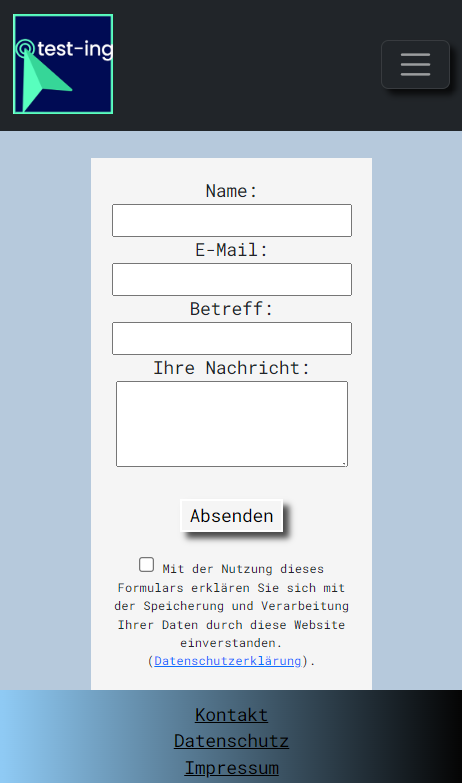 test-ing
Name:
E-Mail:
Betreff:
Ihre Nachricht:
Absenden
Mit der Nutzung dieses
Formulars erklären Sie sich mit
der Speicherung und Verarbeitung
Ihrer Daten durch diese Website
einverstanden.
(Datenschutzerklärung).
Kontakt
Datenschutz
Impressum